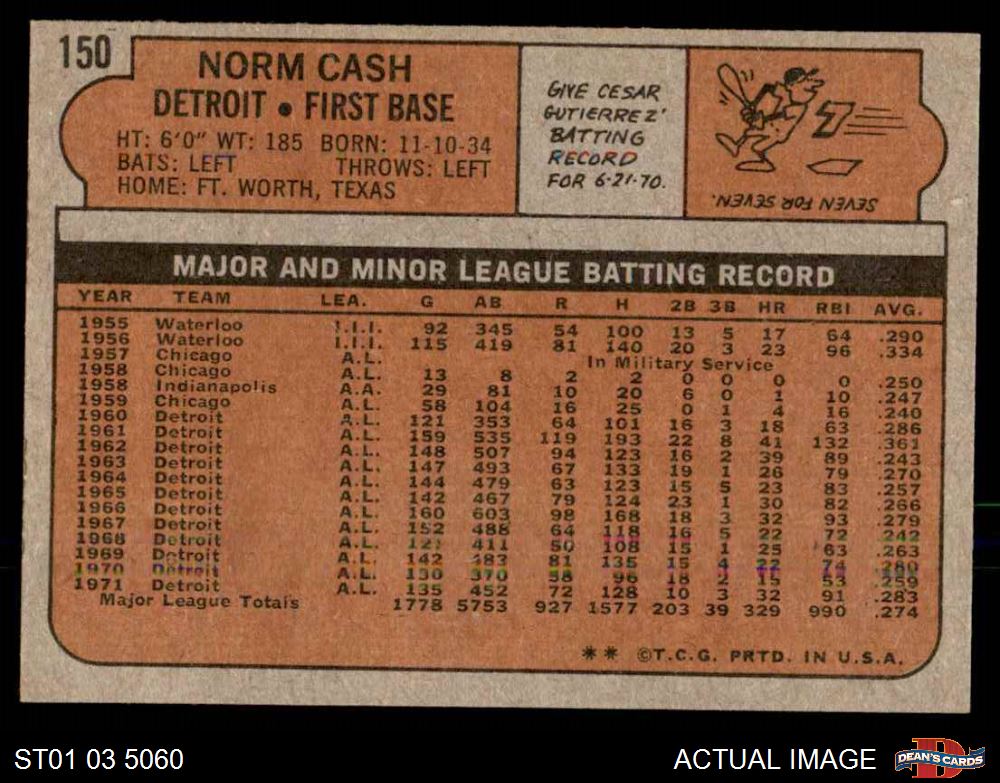 150
NORM CASH
DETROIT • FIRST BASE
HT: 6'0" WT: 185 BORN: 11-10-34
BATS: LEFT THROWS: LEFT
HOME: FT. WORTH, TEXAS
GIVE CESAR
GUTIERREZ'
BATTING
RECORD
FOR 6-21-70.
7
SEVEN FOR SEVEN.
MAJOR AND MINOR LEAGUE BATTING RECORD
YEAR TEAM LEA. G AB R H 2B 3B HR RBI AVG.
1955 Waterloo I.I.I. 92 345 54 100 13 5 17 64 .290
1956 Waterloo I.I.I. 115 419 81 140 20 3 23 96 .334
1957 Chicago A.L. In Military Service
1958 Chicago A.L. 13 8 2 2 0 0 0 0 .250
1958 Indianapolis A.A. 29 81 10 20 6 0 1 10 .247
1959 Chicago A.L. 58 104 16 25 0 1 4 16 .240
1960 Detroit A.L. 121 353 64 101 16 3 18 63 .286
1961 Detroit A.L. 159 535 119 193 22 8 41 132 .361
1962 Detroit A.L. 148 507 94 123 16 2 39 89 .243
1963 Detroit A.L. 147 493 67 133 19 1 26 79 .270
1964 Detroit A.L. 144 479 63 123 15 5 23 83 .257
1965 Detroit A.L. 142 467 79 124 23 1 30 82 .266
1966 Detroit A.L. 160 603 98 168 18 3 32 93 .279
1967 Detroit A.L. 152 488 64 118 16 5 22 72 .242
1968 Detroit A.L. 127 411 50 108 15 1 25 63 .263
1969 Detroit A.L. 142 483 81 135 15 4 22 74 .280
1970 Detroit A.L. 130 370 58 96 18 2 15 53 .259
1971 Detroit A.L. 135 452 72 128 10 3 32 91 .283
Major League Totals 1778 5753 927 1577 203 39 329 990 .274
** ©T.C.G. PRTD. IN U.S.A.
ST01 03 5060
ACTUAL IMAGE
D
DEAN'S CARDS